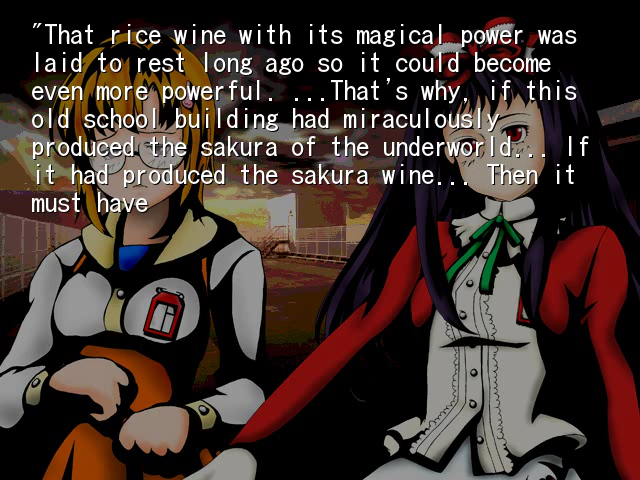 "That rice wine with its magical power was
laid to rest long ago so it could become
even more powerful. ...That's why, if this
old school building had miraculously
produced the sakura of the underworld... If
it had produced the sakura wine... Then it
must have